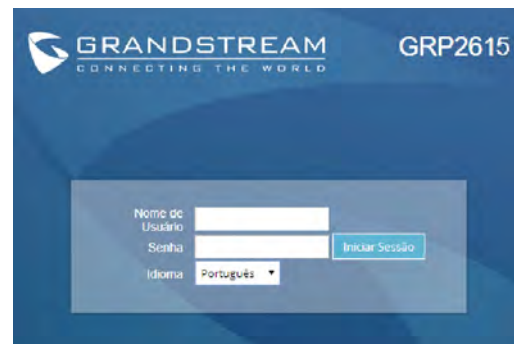 GRANDSTREAM
CONNECTING THE WORLD
GRP2615
Nome de
Usuário
Senha
Iniciar Sessão
Idioma
Português